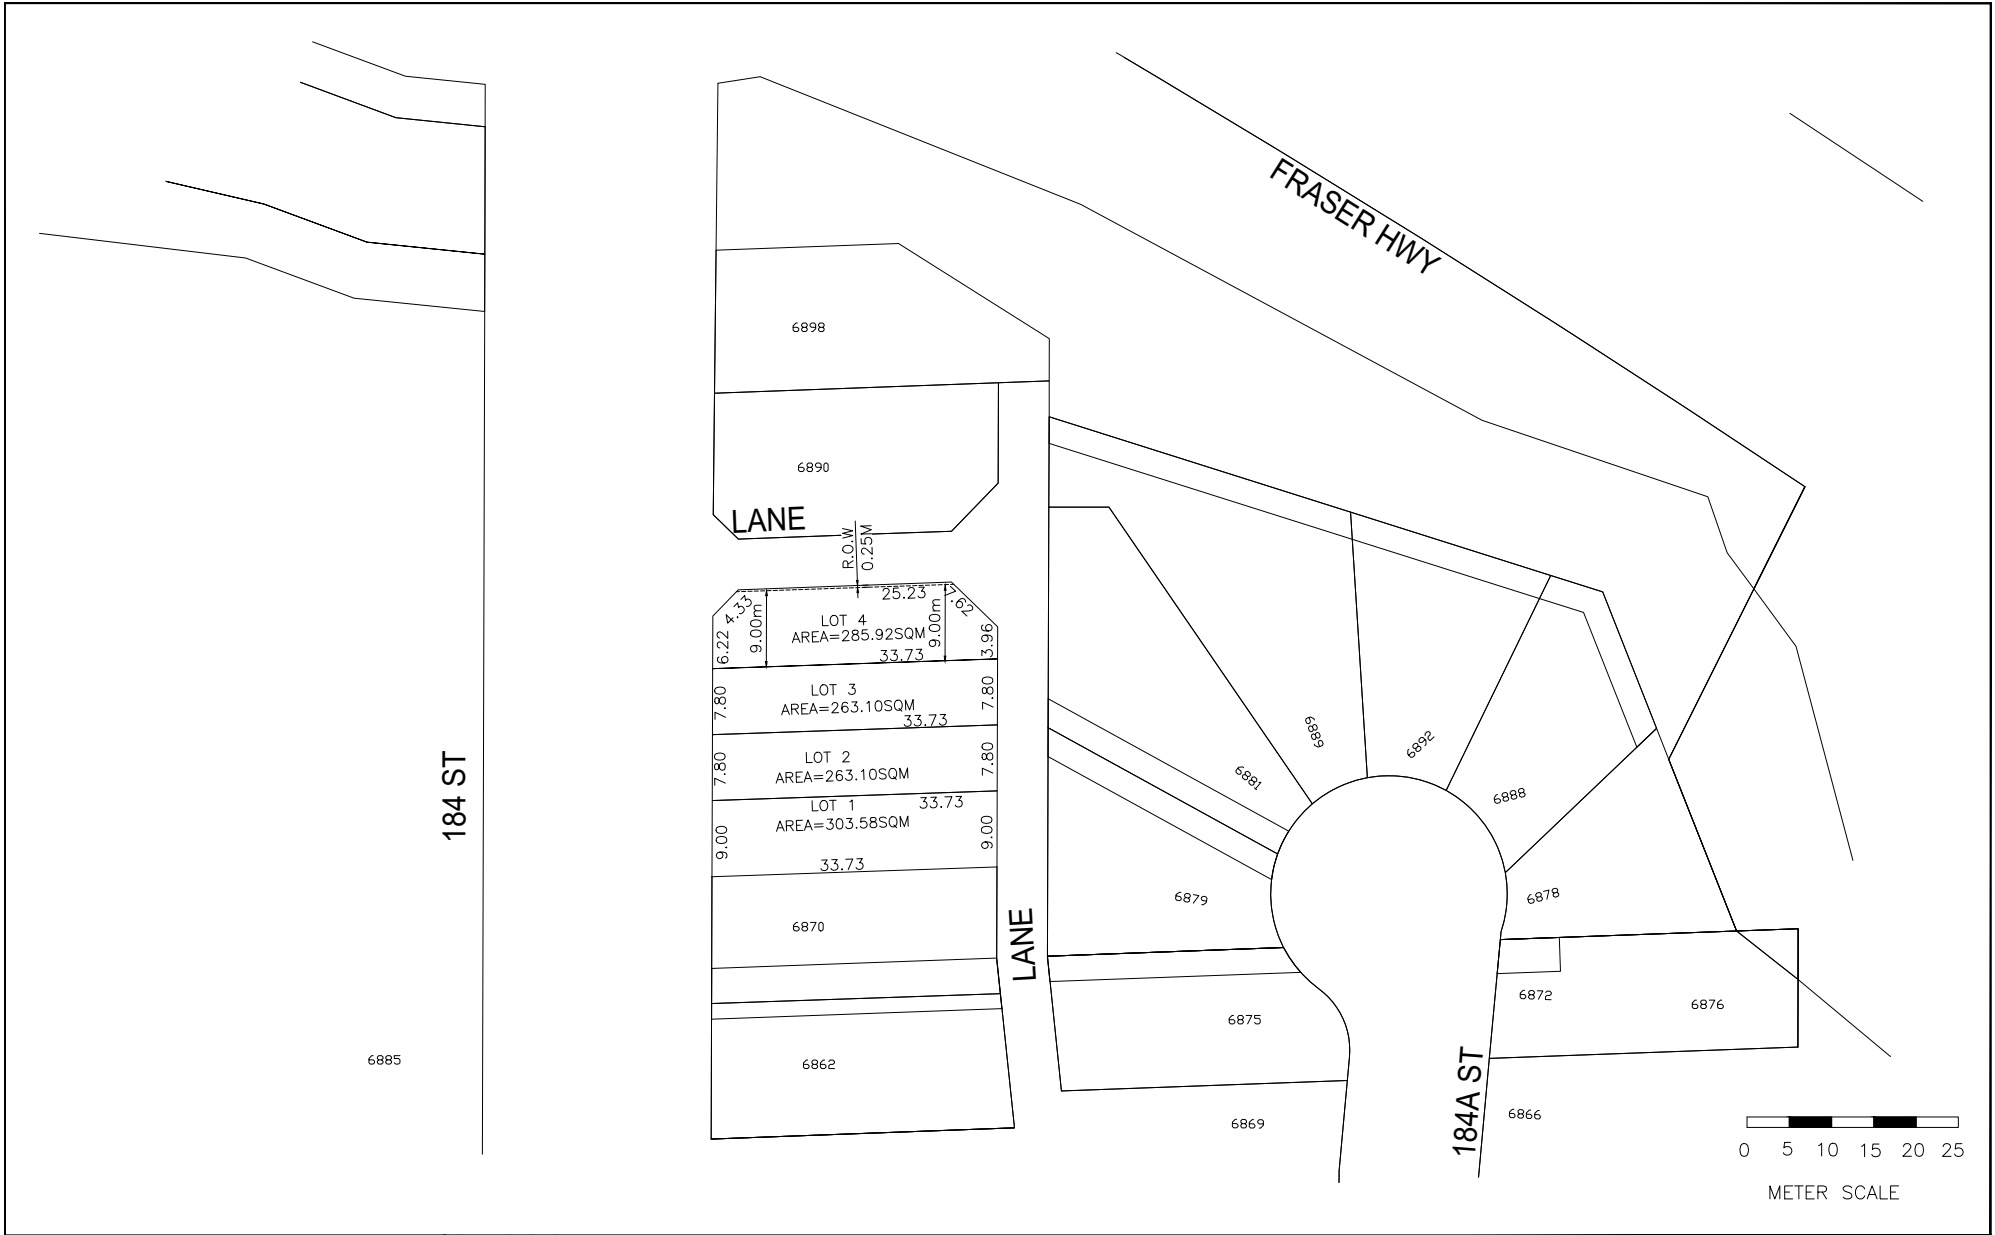 FRASER HWY
6898
6890
LANE
R.O.W
0.25M
25.23
4.33
7.62
9.00m
9.00m
LOT 4
AREA=285.92SQM
6.22
3.96
33.73
LOT 3
AREA=263.10SQM
7.80
7.80
33.73
LOT 2
AREA=263.10SQM
7.80
7.80
33.73
LOT 1
AREA=303.58SQM
9.00
9.00
33.73
184 ST
6889
6892
6881
6888
6879
6878
6870
LANE
6885
6862
6875
6872
6876
6869
184A ST
6866
0 5 10 15 20 25
METER SCALE